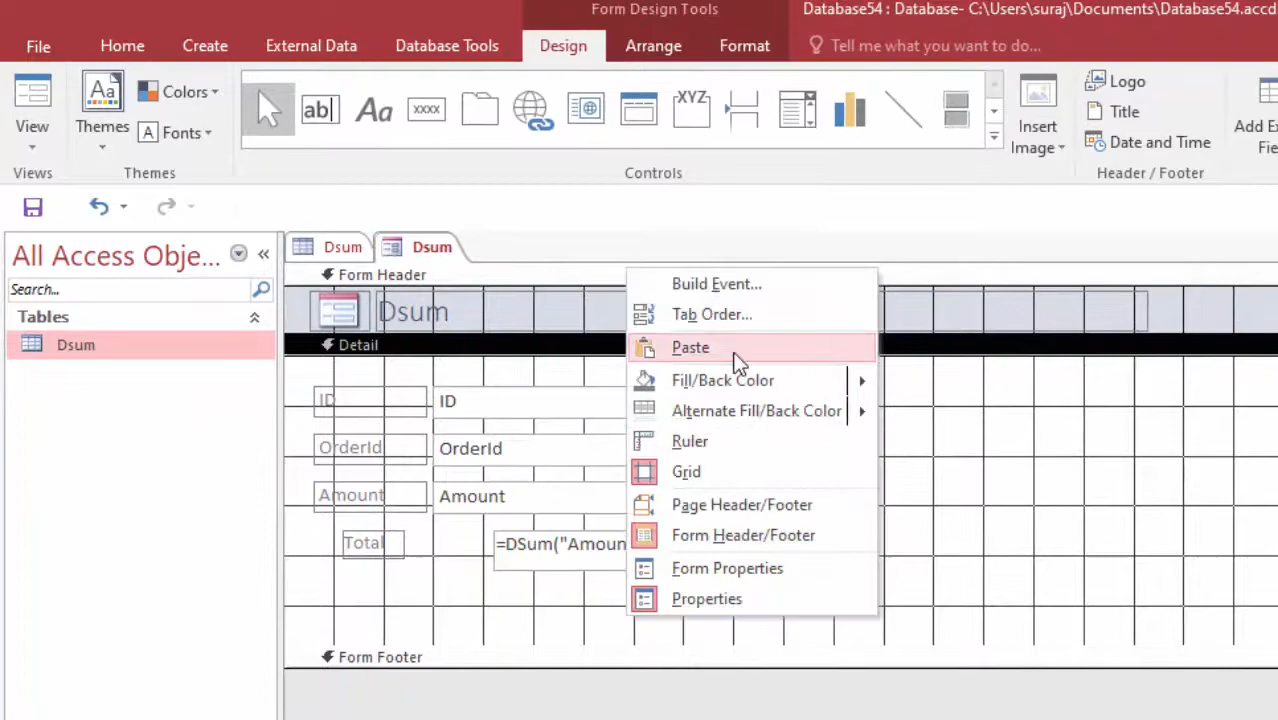 Form Design Tools
Database54 : Database- C:\Users\suraj\Documents\Database54.accd
File Home Create External Data Database Tools Design Arrange Format Tell me what you want to do...
View
Aa
Themes
Colors
A Fonts
ab|
Aa
xxxx
XYZ
Insert
Image
Logo
Title
Date and Time
Add Ex
Fie
Views Themes Controls Header / Footer
All Access Obje...
Search...
Tables
Dsum
Dsum Dsum
Form Header
Dsum
Detail
ID ID
OrderId OrderId
Amount Amount
Total =DSum("Amoun
Form Footer
Build Event...
Tab Order...
Paste
Fill/Back Color
Alternate Fill/Back Color
Ruler
Grid
Page Header/Footer
Form Header/Footer
Form Properties
Properties